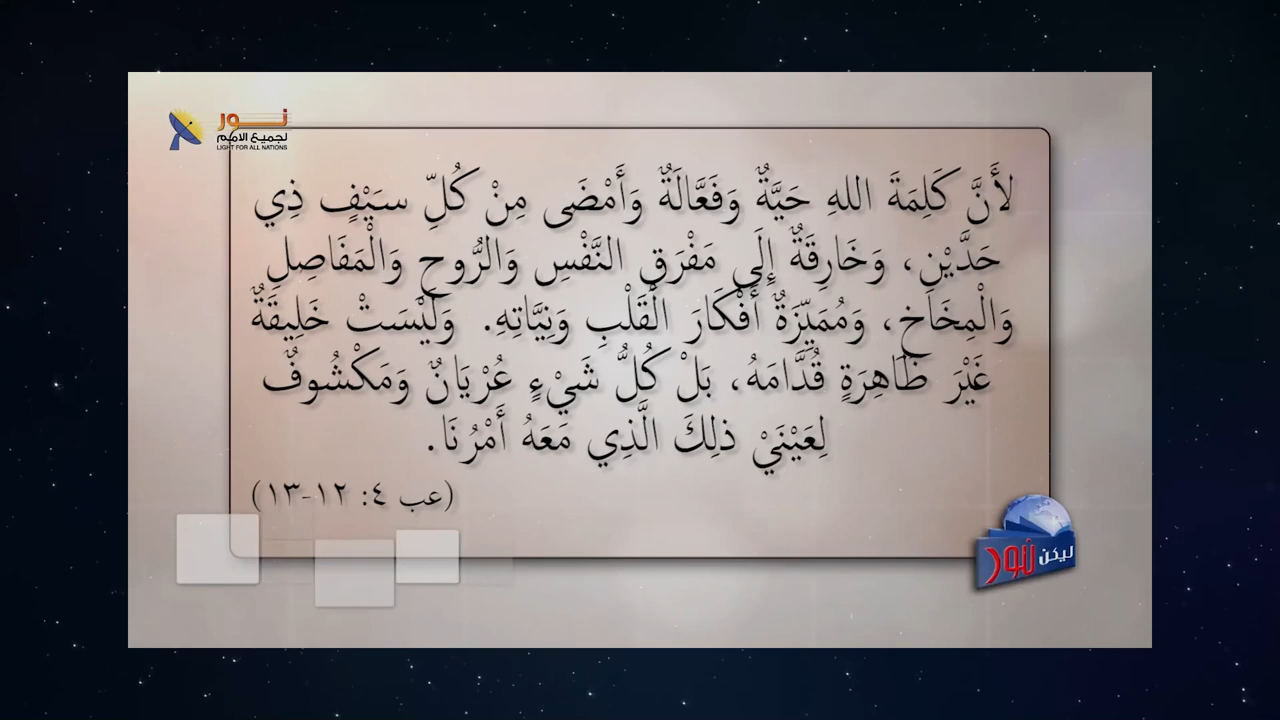 نور
لجميع الامم
LIGHT FOR ALL NATIONS
لأَنَّ كَلِمَةَ اللهِ حَيَّةٌ وَفَعَّالَةٌ وَأَمْضَى مِنْ كُلِّ سَيْفٍ ذِي
حَدَّيْنِ، وَخَارِقَةٌ إِلَى مَفْرَقِ النَّفْسِ وَالرُّوحِ وَالْمَفَاصِلِ
وَالْمِخَاخِ، وَمُمَيِّزَةٌ أَفْكَارَ الْقَلْبِ وَنِيَّاتِهِ. وَلَيْسَتْ خَلِيقَةٌ
غَيْرَ ظَاهِرَةٍ قُدَّامَهُ، بَلْ كُلُّ شَيْءٍ عُرْيَانٌ وَمَكْشُوفٌ
لِعَيْنَيْ ذلِكَ الَّذِي مَعَهُ أَمْرُنَا.
(عب ٤: ١٢-١٣)
ليكن نور